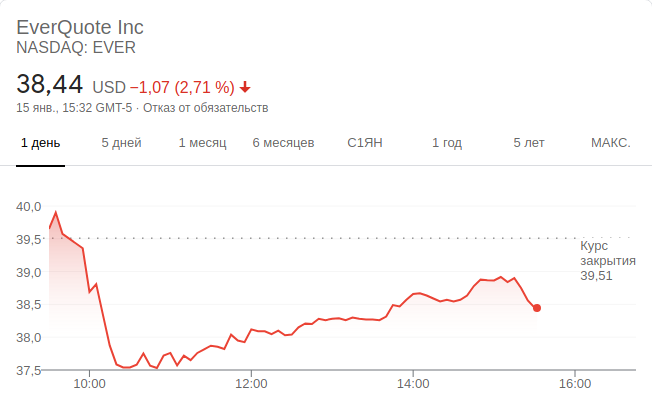 EverQuote Inc
NASDAQ: EVER
38,44 USD −1,07 (2,71 %)
15 янв., 15:32 GMT-5 · Отказ от обязательств
1 день 5 дней 1 месяц 6 месяцев С1ЯН 1 год 5 лет МАКС.
40,0
39,5
Курс
закрытия
39,51
39,0
38,5
38,0
37,5
10:00 12:00 14:00 16:00